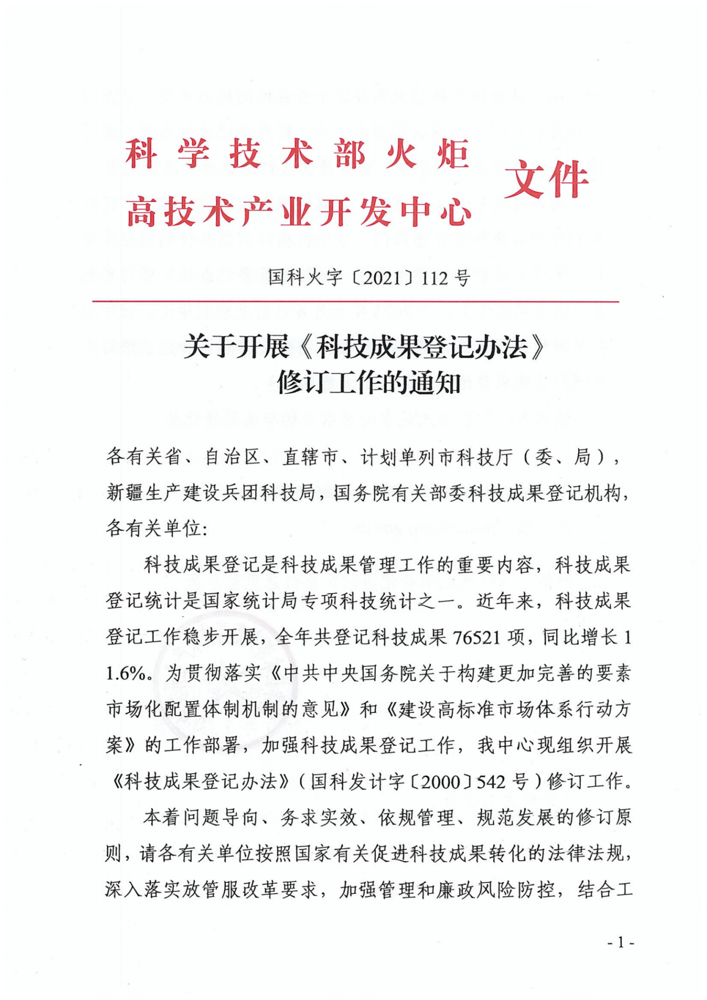 科学技术部火炬
高技术产业开发中心
文件
国科火字〔2021〕112号
关于开展《科技成果登记办法》
修订工作的通知
各有关省、自治区、直辖市、计划单列市科技厅（委、局），
新疆生产建设兵团科技局，国务院有关部委科技成果登记机构，
各有关单位：
科技成果登记是科技成果管理工作的重要内容，科技成果
登记统计是国家统计局专项科技统计之一。近年来，科技成果
登记工作稳步开展，全年共登记科技成果 76521 项，同比增长 1
1.6%。为贯彻落实《中共中央国务院关于构建更加完善的要素
市场化配置体制机制的意见》和《建设高标准市场体系行动方
案》的工作部署，加强科技成果登记工作，我中心现组织开展
《科技成果登记办法》（国科发计字〔2000〕542 号）修订工作。
本着问题导向、务求实效、依规管理、规范发展的修订原
则，请各有关单位按照国家有关促进科技成果转化的法律法规，
深入落实放管服改革要求，加强管理和廉政风险防控，结合工
- 1 -